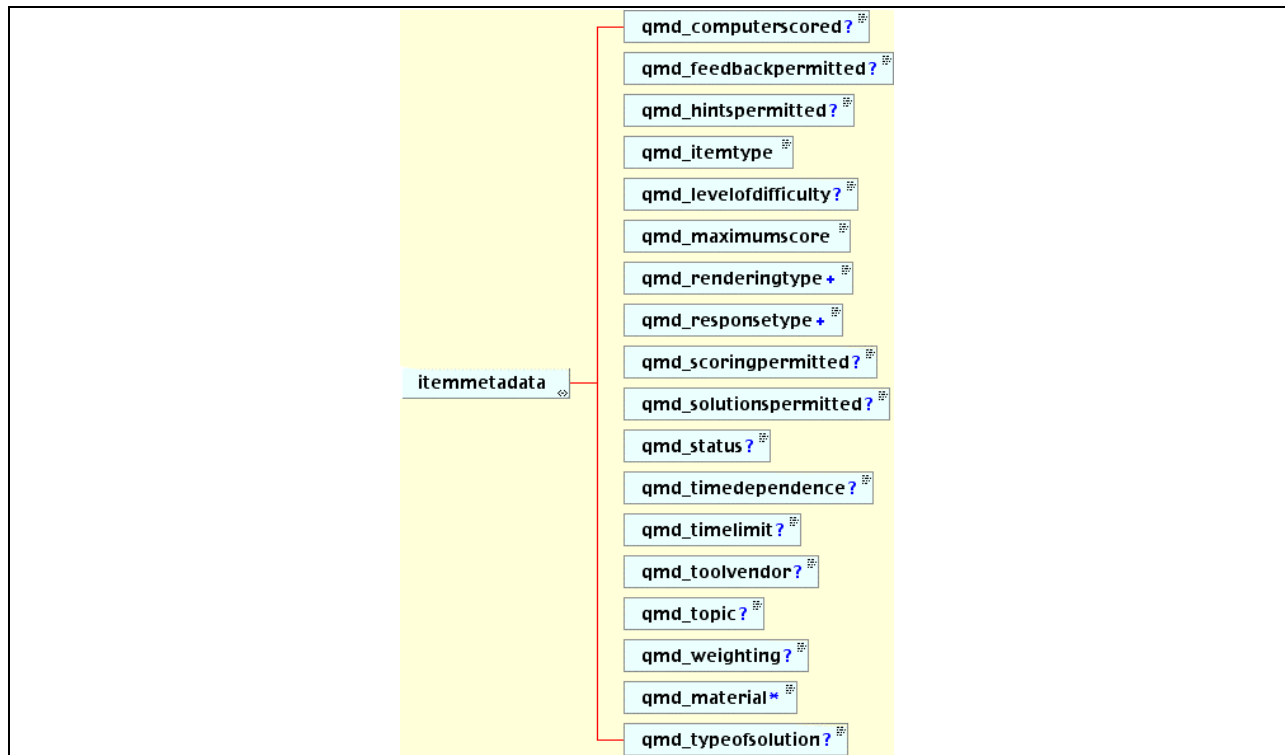 qmd_computerscored?
qmd_feedbackpermitted?
qmd_hintspermitted?
qmd_itemtype
qmd_levelofdifficulty?
qmd_maximumscore
qmd_renderingtype+
qmd_responsetype+
qmd_scoringpermitted?
itemmetadata
qmd_solutionspermitted?
qmd_status?
qmd_timedependence?
qmd_timelimit?
qmd_toolvendor?
qmd_topic?
qmd_weighting?
qmd_material*
qmd_typeofsolution?